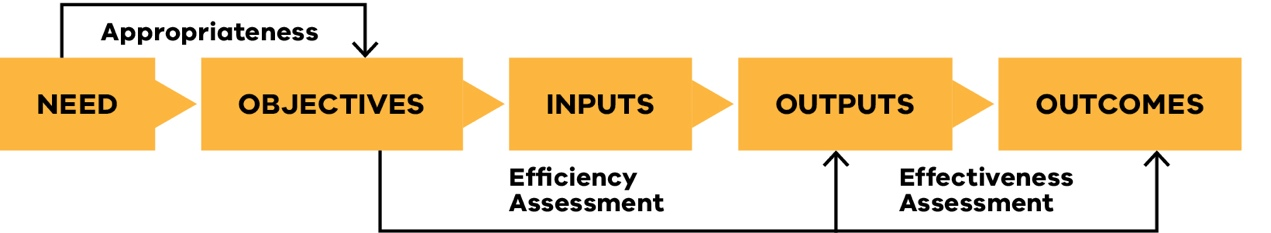 Appropriateness
NEED
OBJECTIVES
INPUTS
OUTPUTS
OUTCOMES
Efficiency
Assessment
Effectiveness
Assessment